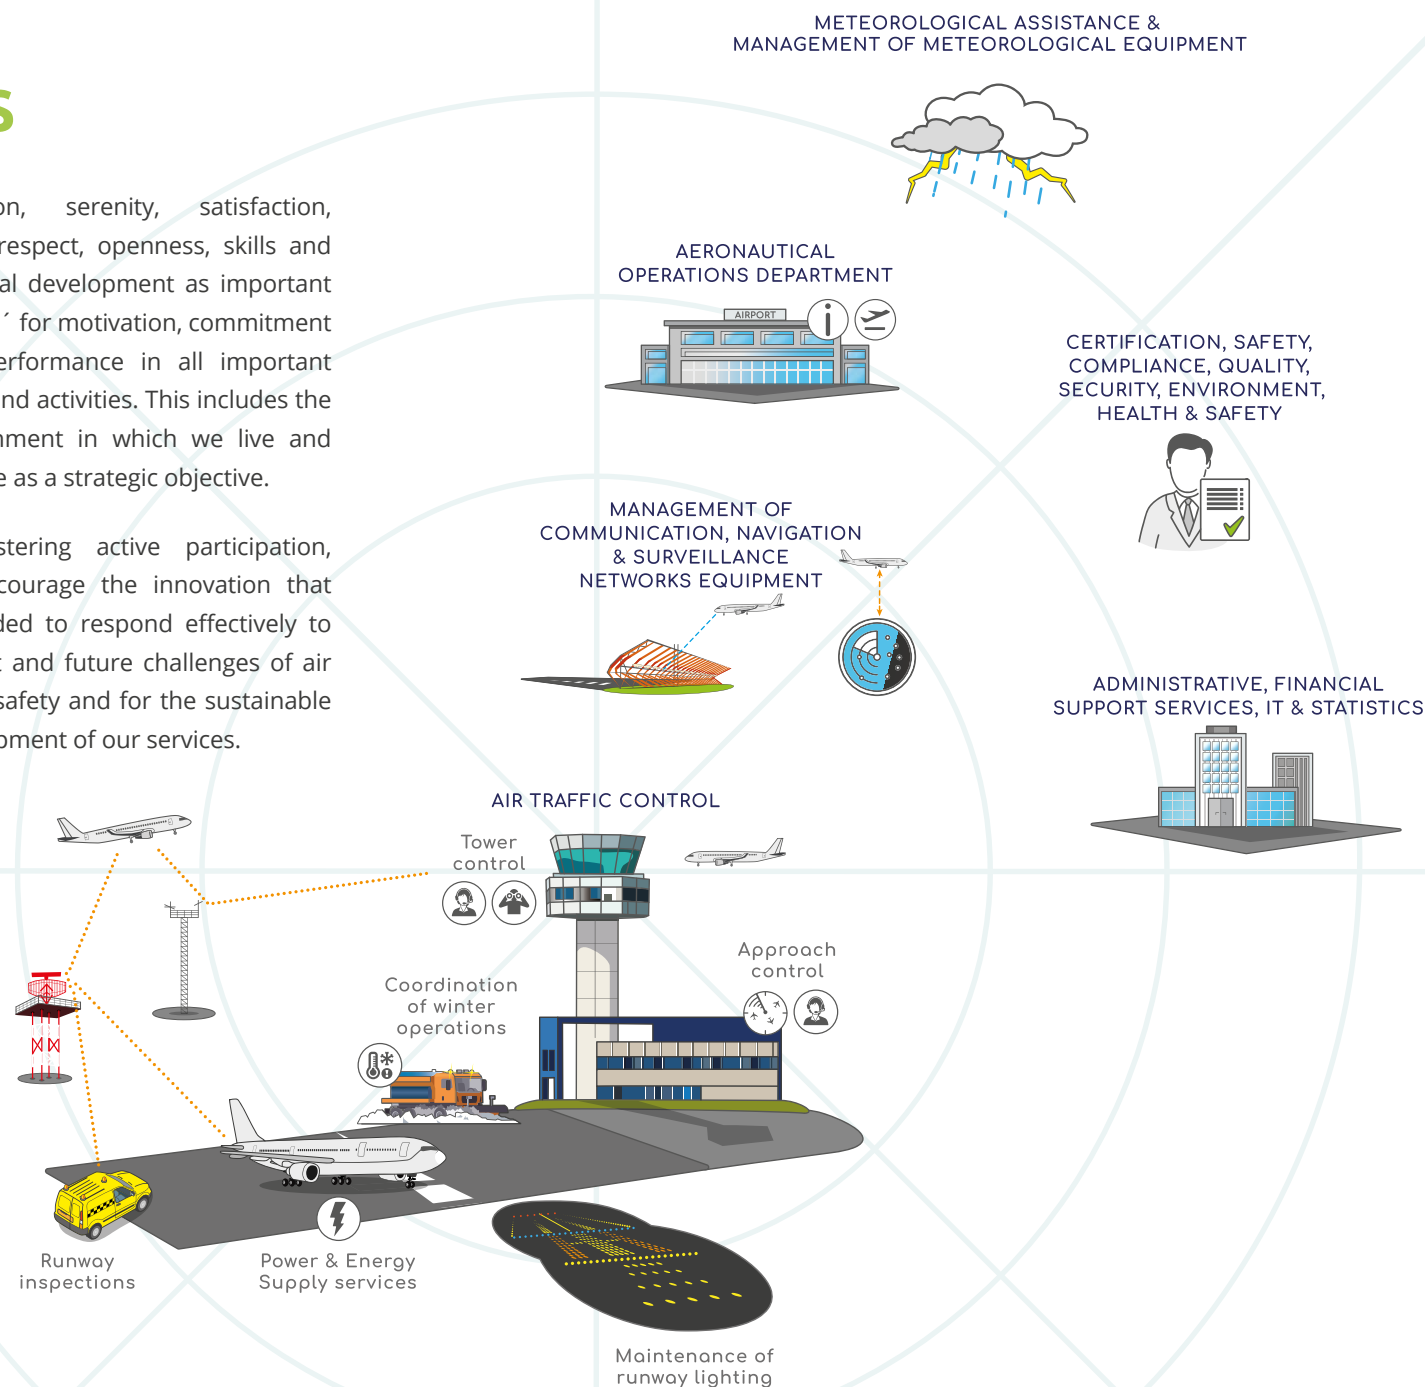 s
on, serenity, satisfaction,
respect, openness, skills and
al development as important
´ for motivation, commitment
erformance in all important
nd activities. This includes the
nment in which we live and
e as a strategic objective.
stering active participation,
courage the innovation that
ded to respond effectively to
t and future challenges of air
safety and for the sustainable
pment of our services.
METEOROLOGICAL ASSISTANCE &
MANAGEMENT OF METEOROLOGICAL EQUIPMENT
AERONAUTICAL
OPERATIONS DEPARTMENT
AIRPORT
CERTIFICATION, SAFETY,
COMPLIANCE, QUALITY,
SECURITY, ENVIRONMENT,
HEALTH & SAFETY
MANAGEMENT OF
COMMUNICATION, NAVIGATION
& SURVEILLANCE
NETWORKS EQUIPMENT
ADMINISTRATIVE, FINANCIAL
SUPPORT SERVICES, IT & STATISTICS
AIR TRAFFIC CONTROL
Tower
control
Approach
control
Coordination
of winter
operations
Runway
inspections
Power & Energy
Supply services
Maintenance of
runway lighting